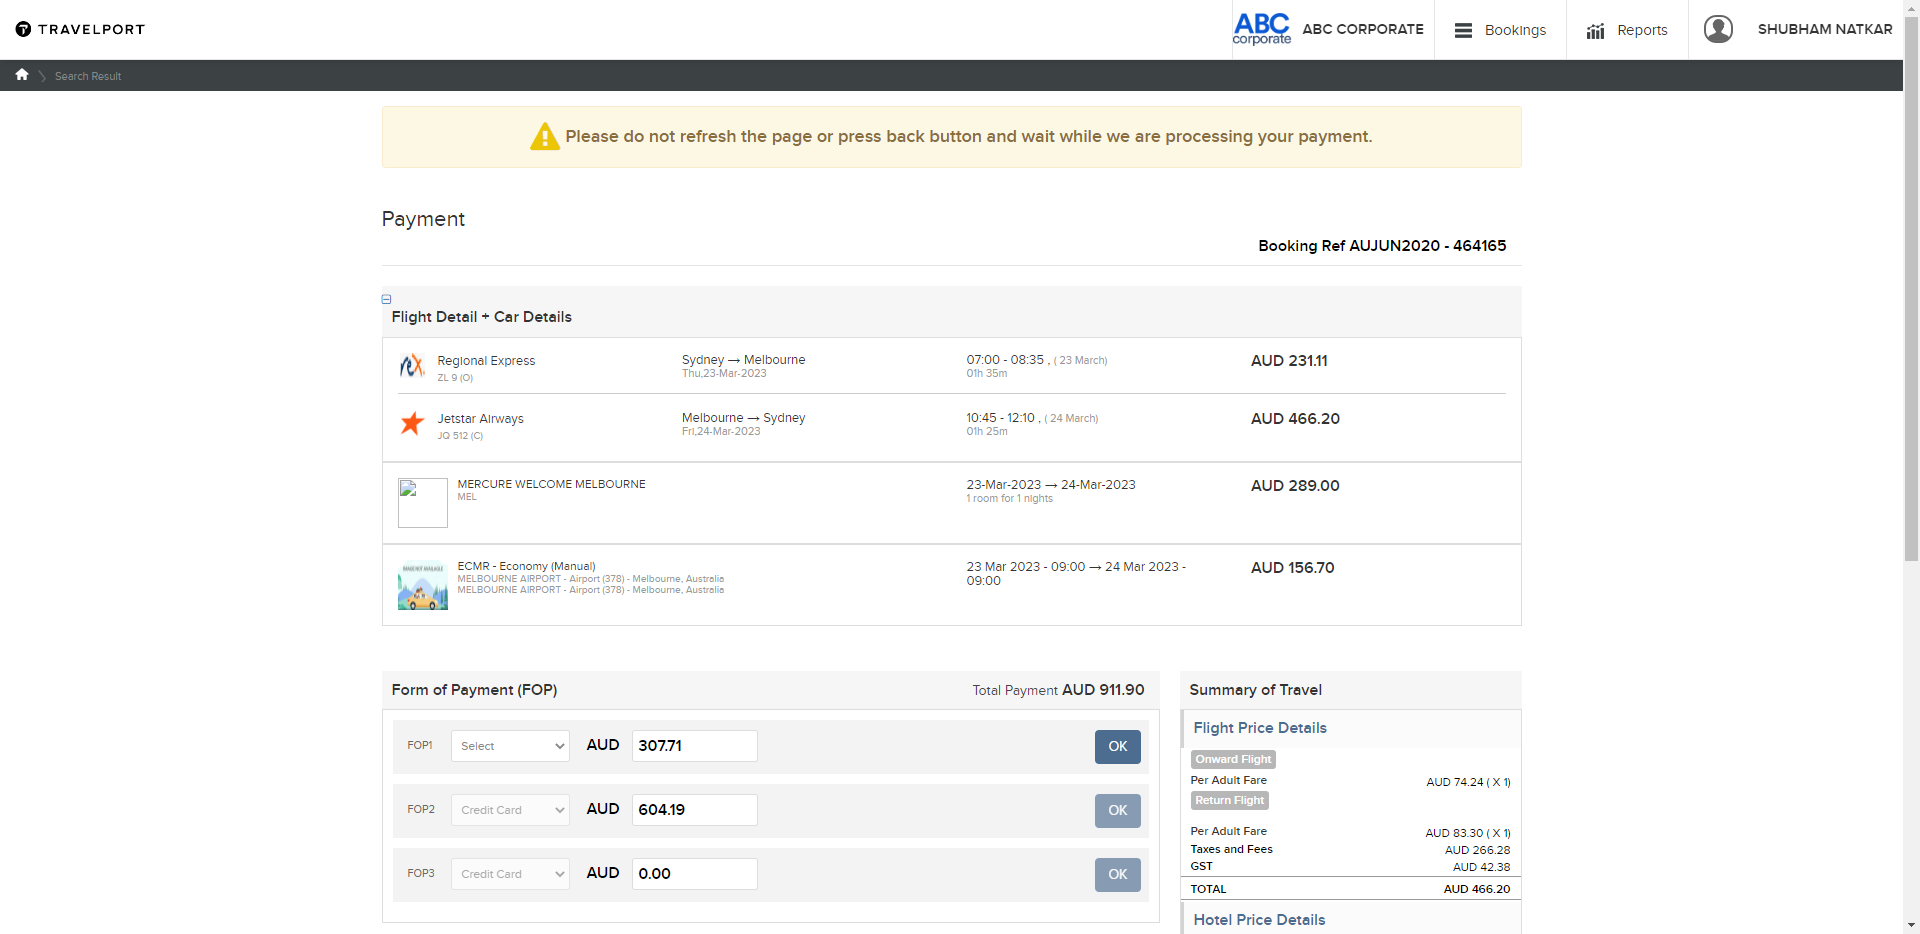 TRAVELPORT
ABC
corporate
ABC CORPORATE
Bookings
Reports
SHUBHAM NATKAR
Search Result
Please do not refresh the page or press back button and wait while we are processing your payment.
Payment
Booking Ref AUJUN2020 - 464165
Flight Detail + Car Details
rex
Regional Express
ZL 9 (O)
Sydney → Melbourne
Thu,23-Mar-2023
07:00 - 08:35 , ( 23 March)
01h 35m
AUD 231.11
Jetstar Airways
JQ 512 (C)
Melbourne → Sydney
Fri,24-Mar-2023
10:45 - 12:10 , ( 24 March)
01h 25m
AUD 466.20
MERCURE WELCOME MELBOURNE
MEL
23-Mar-2023 → 24-Mar-2023
1 room for 1 nights
AUD 289.00
IMAGE NOT AVAILABLE
ECMR - Economy (Manual)
MELBOURNE AIRPORT - Airport (378) - Melbourne, Australia
MELBOURNE AIRPORT - Airport (378) - Melbourne, Australia
23 Mar 2023 - 09:00 → 24 Mar 2023 -
09:00
AUD 156.70
Form of Payment (FOP)
Total Payment AUD 911.90
FOP1
Select
AUD
307.71
OK
FOP2
Credit Card
AUD
604.19
OK
FOP3
Credit Card
AUD
0.00
OK
Summary of Travel
Flight Price Details
Onward Flight
Per Adult Fare
AUD 74.24 ( X 1)
Return Flight
Per Adult Fare
AUD 83.30 ( X 1)
Taxes and Fees
AUD 266.28
GST
AUD 42.38
TOTAL
AUD 466.20
Hotel Price Details